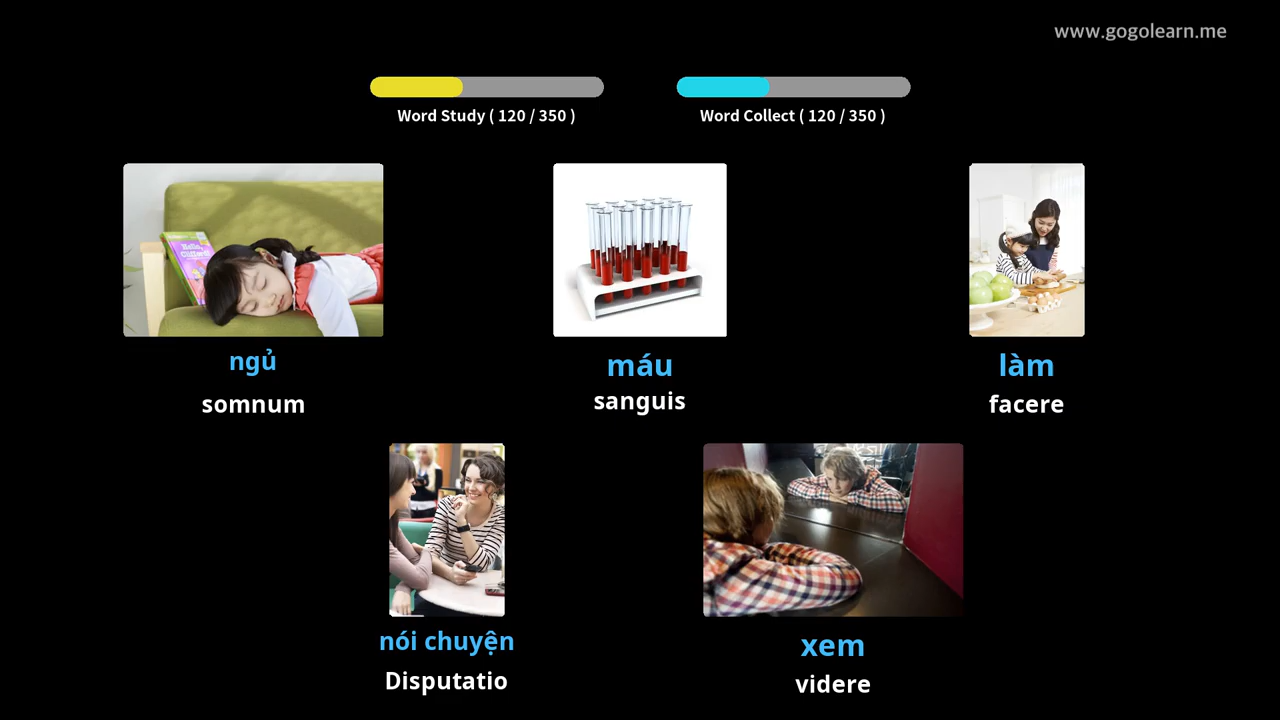 www.gogolearn.me
Word Study ( 120 / 350 )
Word Collect ( 120 / 350 )
ngủ
somnum
máu
sanguis
làm
facere
nói chuyện
Disputatio
xem
videre